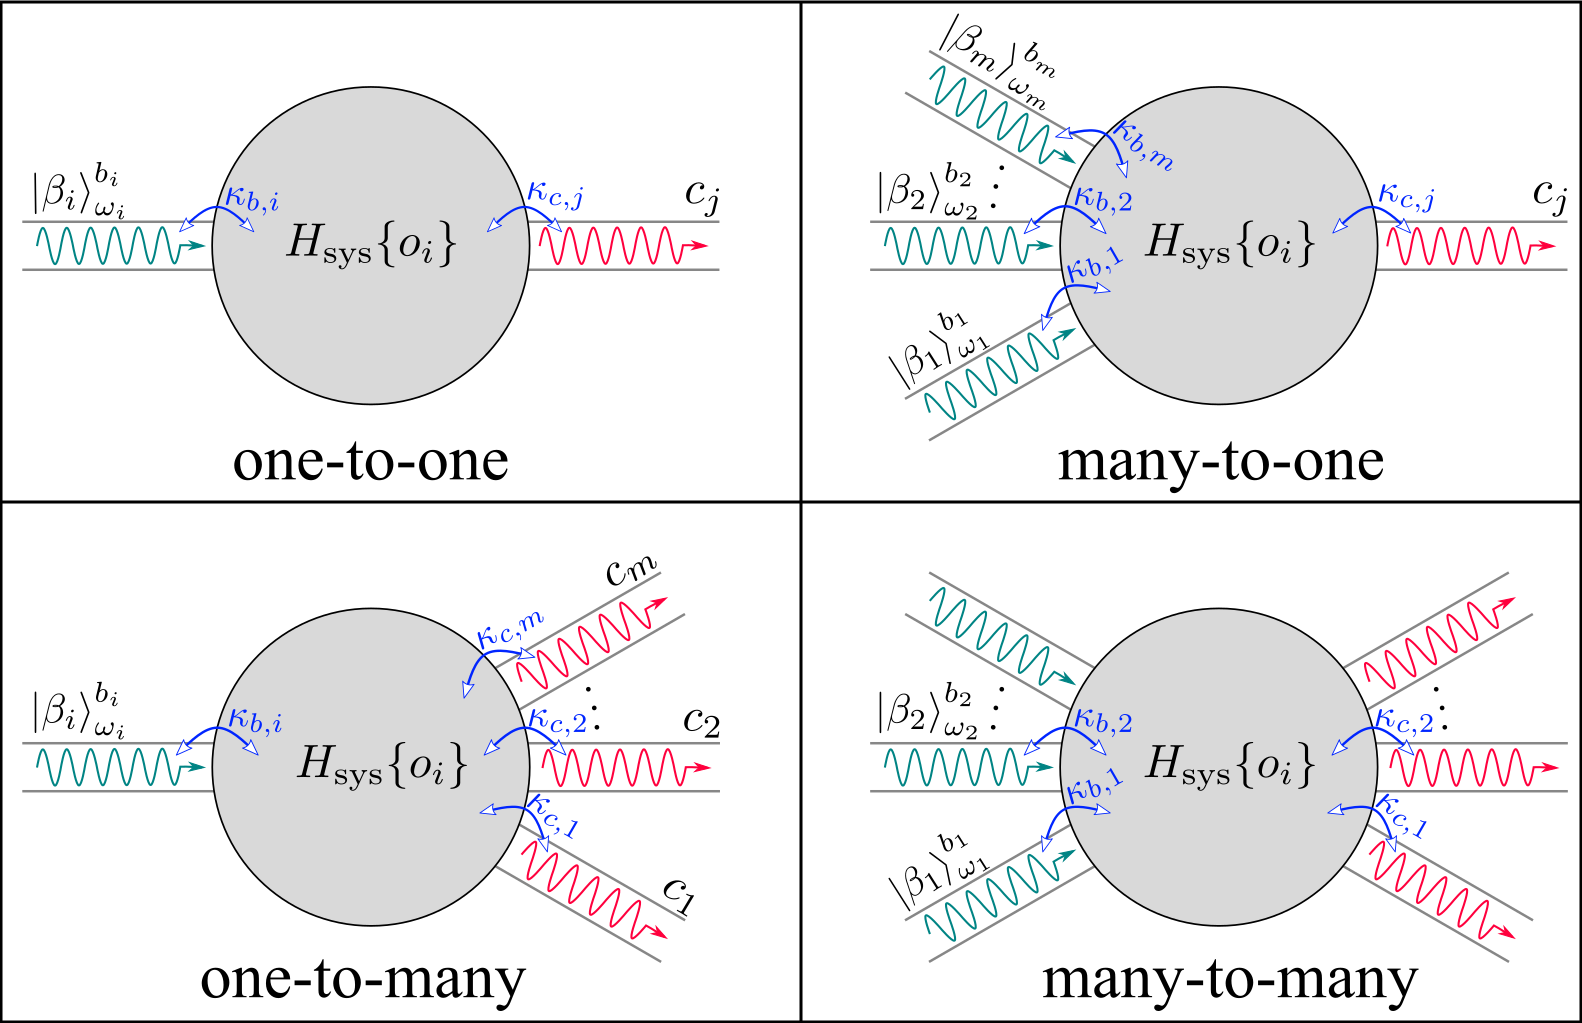 |β_i⟩^{b_i}_{ω_i}
κ_{b,i}
H_sys{o_i}
κ_{c,j}
c_j
one-to-one
|β_m⟩^{b_m}_{ω_m}
κ_{b,m}
|β_2⟩^{b_2}_{ω_2}
κ_{b,2}
κ_{b,1}
|β_1⟩^{b_1}_{ω_1}
H_sys{o_i}
κ_{c,j}
c_j
many-to-one
|β_i⟩^{b_i}_{ω_i}
κ_{b,i}
H_sys{o_i}
κ_{c,m}
c_m
κ_{c,2}
c_2
κ_{c,1}
c_1
one-to-many
|β_2⟩^{b_2}_{ω_2}
κ_{b,2}
κ_{b,1}
|β_1⟩^{b_1}_{ω_1}
H_sys{o_i}
κ_{c,2}
κ_{c,1}
many-to-many